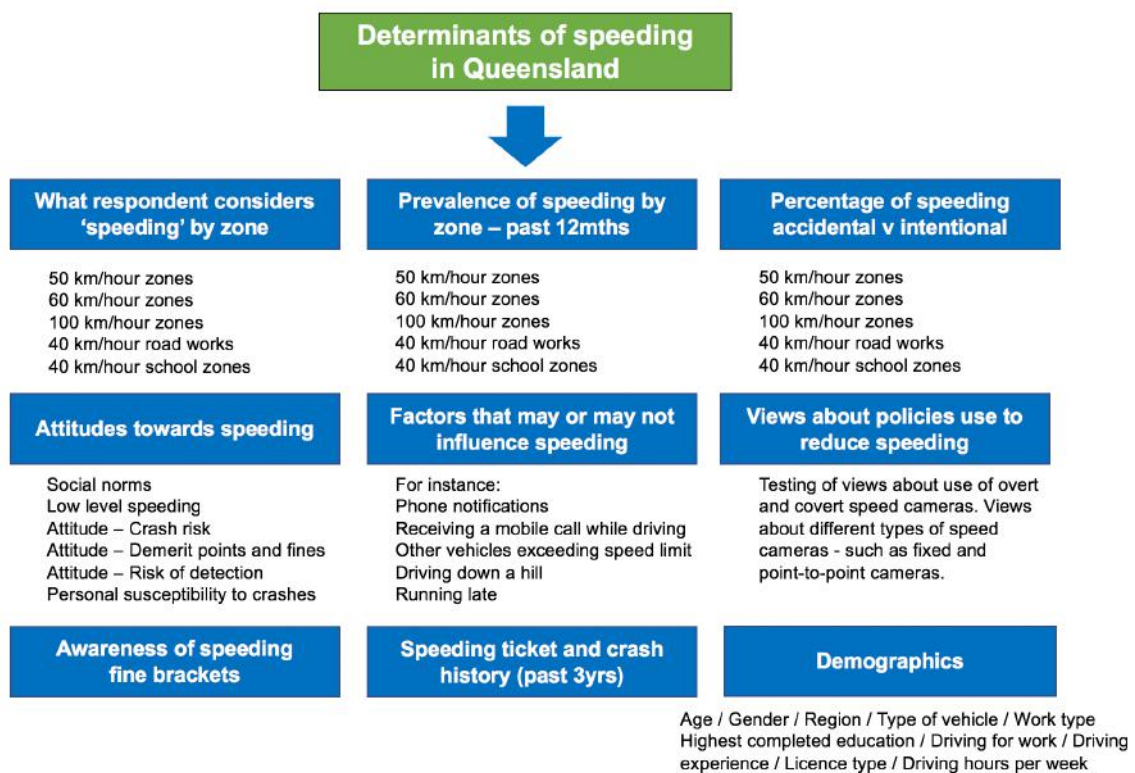 Determinants of speeding
in Queensland
What respondent considers
‘speeding’ by zone
50 km/hour zones
60 km/hour zones
100 km/hour zones
40 km/hour road works
40 km/hour school zones
Prevalence of speeding by
zone – past 12mths
50 km/hour zones
60 km/hour zones
100 km/hour zones
40 km/hour road works
40 km/hour school zones
Percentage of speeding
accidental v intentional
50 km/hour zones
60 km/hour zones
100 km/hour zones
40 km/hour road works
40 km/hour school zones
Attitudes towards speeding
Social norms
Low level speeding
Attitude – Crash risk
Attitude – Demerit points and fines
Attitude – Risk of detection
Personal susceptibility to crashes
Factors that may or may not
influence speeding
For instance:
Phone notifications
Receiving a mobile call while driving
Other vehicles exceeding speed limit
Driving down a hill
Running late
Views about policies use to
reduce speeding
Testing of views about use of overt
and covert speed cameras. Views
about different types of speed
cameras - such as fixed and
point-to-point cameras.
Awareness of speeding
fine brackets
Speeding ticket and crash
history (past 3yrs)
Demographics
Age / Gender / Region / Type of vehicle / Work type
Highest completed education / Driving for work / Driving
experience / Licence type / Driving hours per week